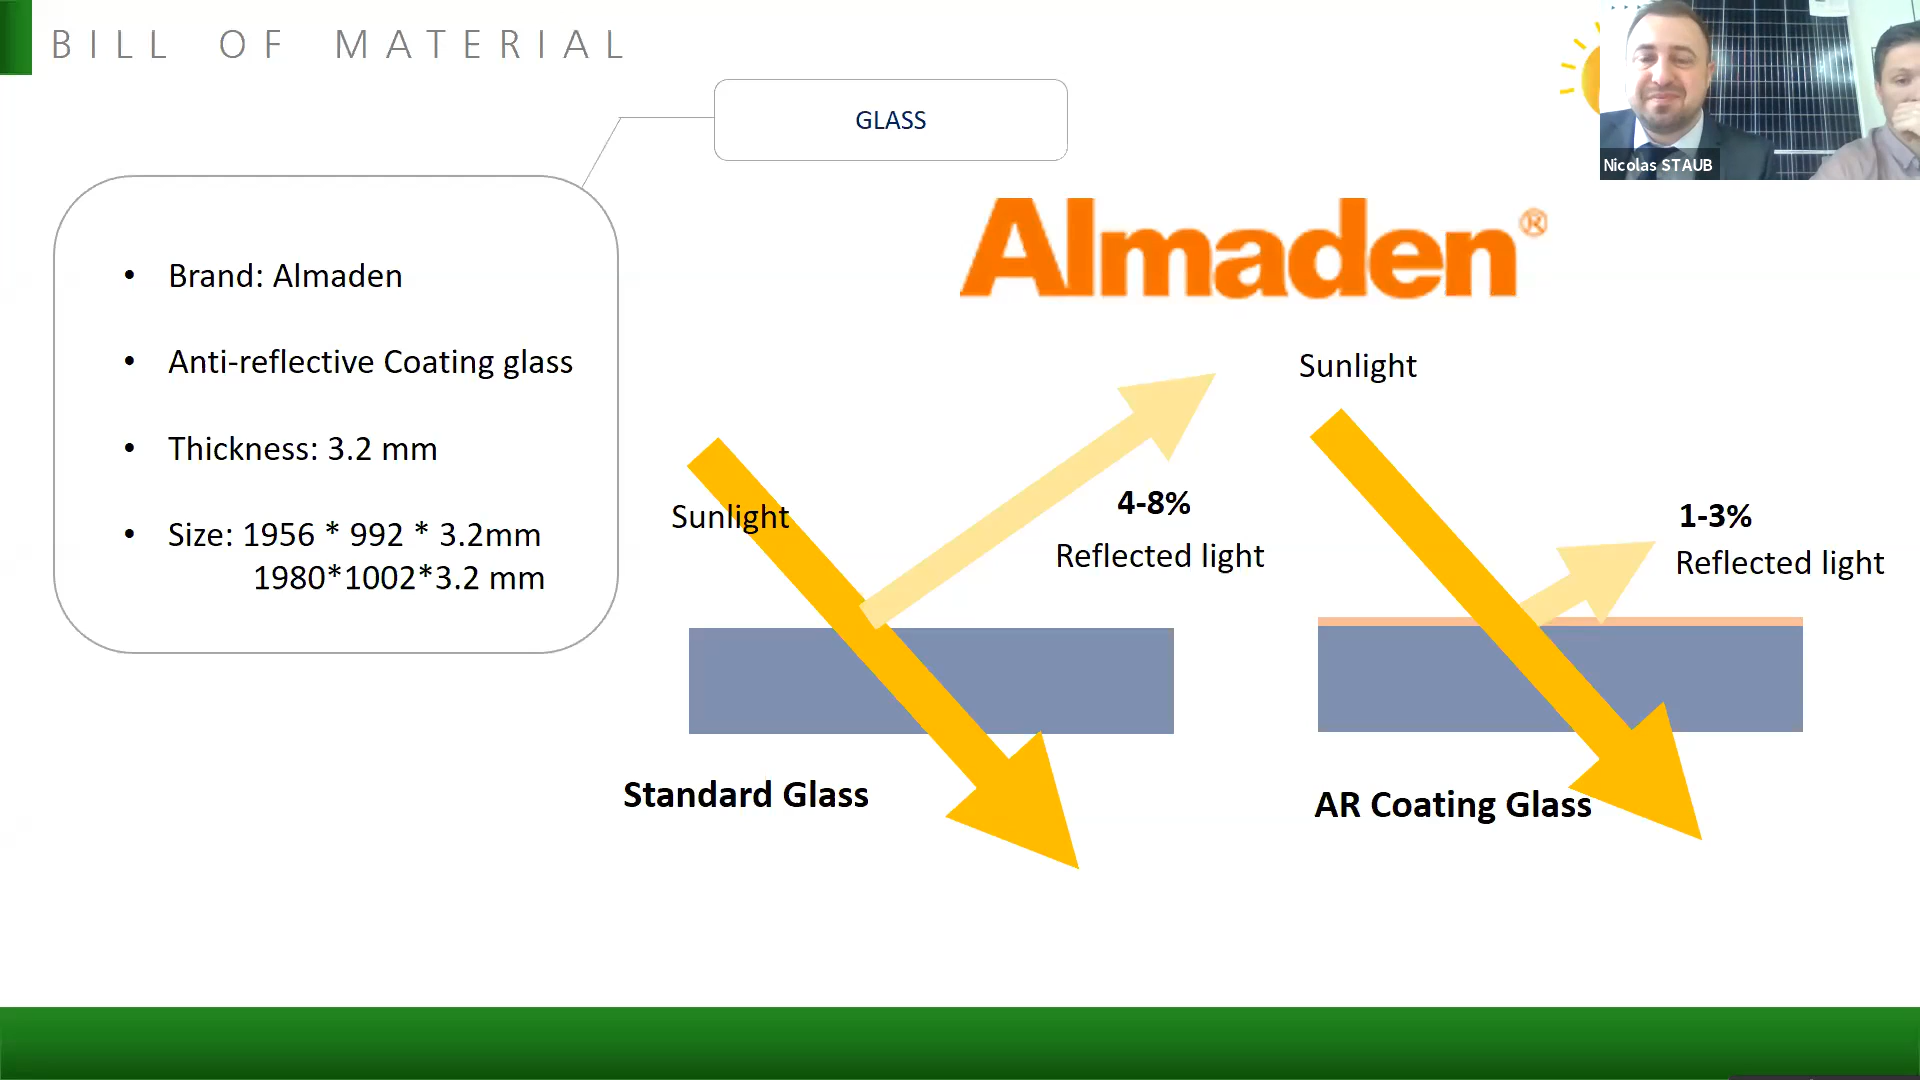 BILL OF MATERIAL
GLASS
Nicolas STAUB
• Brand: Almaden
• Anti-reflective Coating glass
• Thickness: 3.2 mm
• Size: 1956 * 992 * 3.2mm
1980*1002*3.2 mm
Almaden®
Sunlight
4-8%
Reflected light
Standard Glass
Sunlight
1-3%
Reflected light
AR Coating Glass